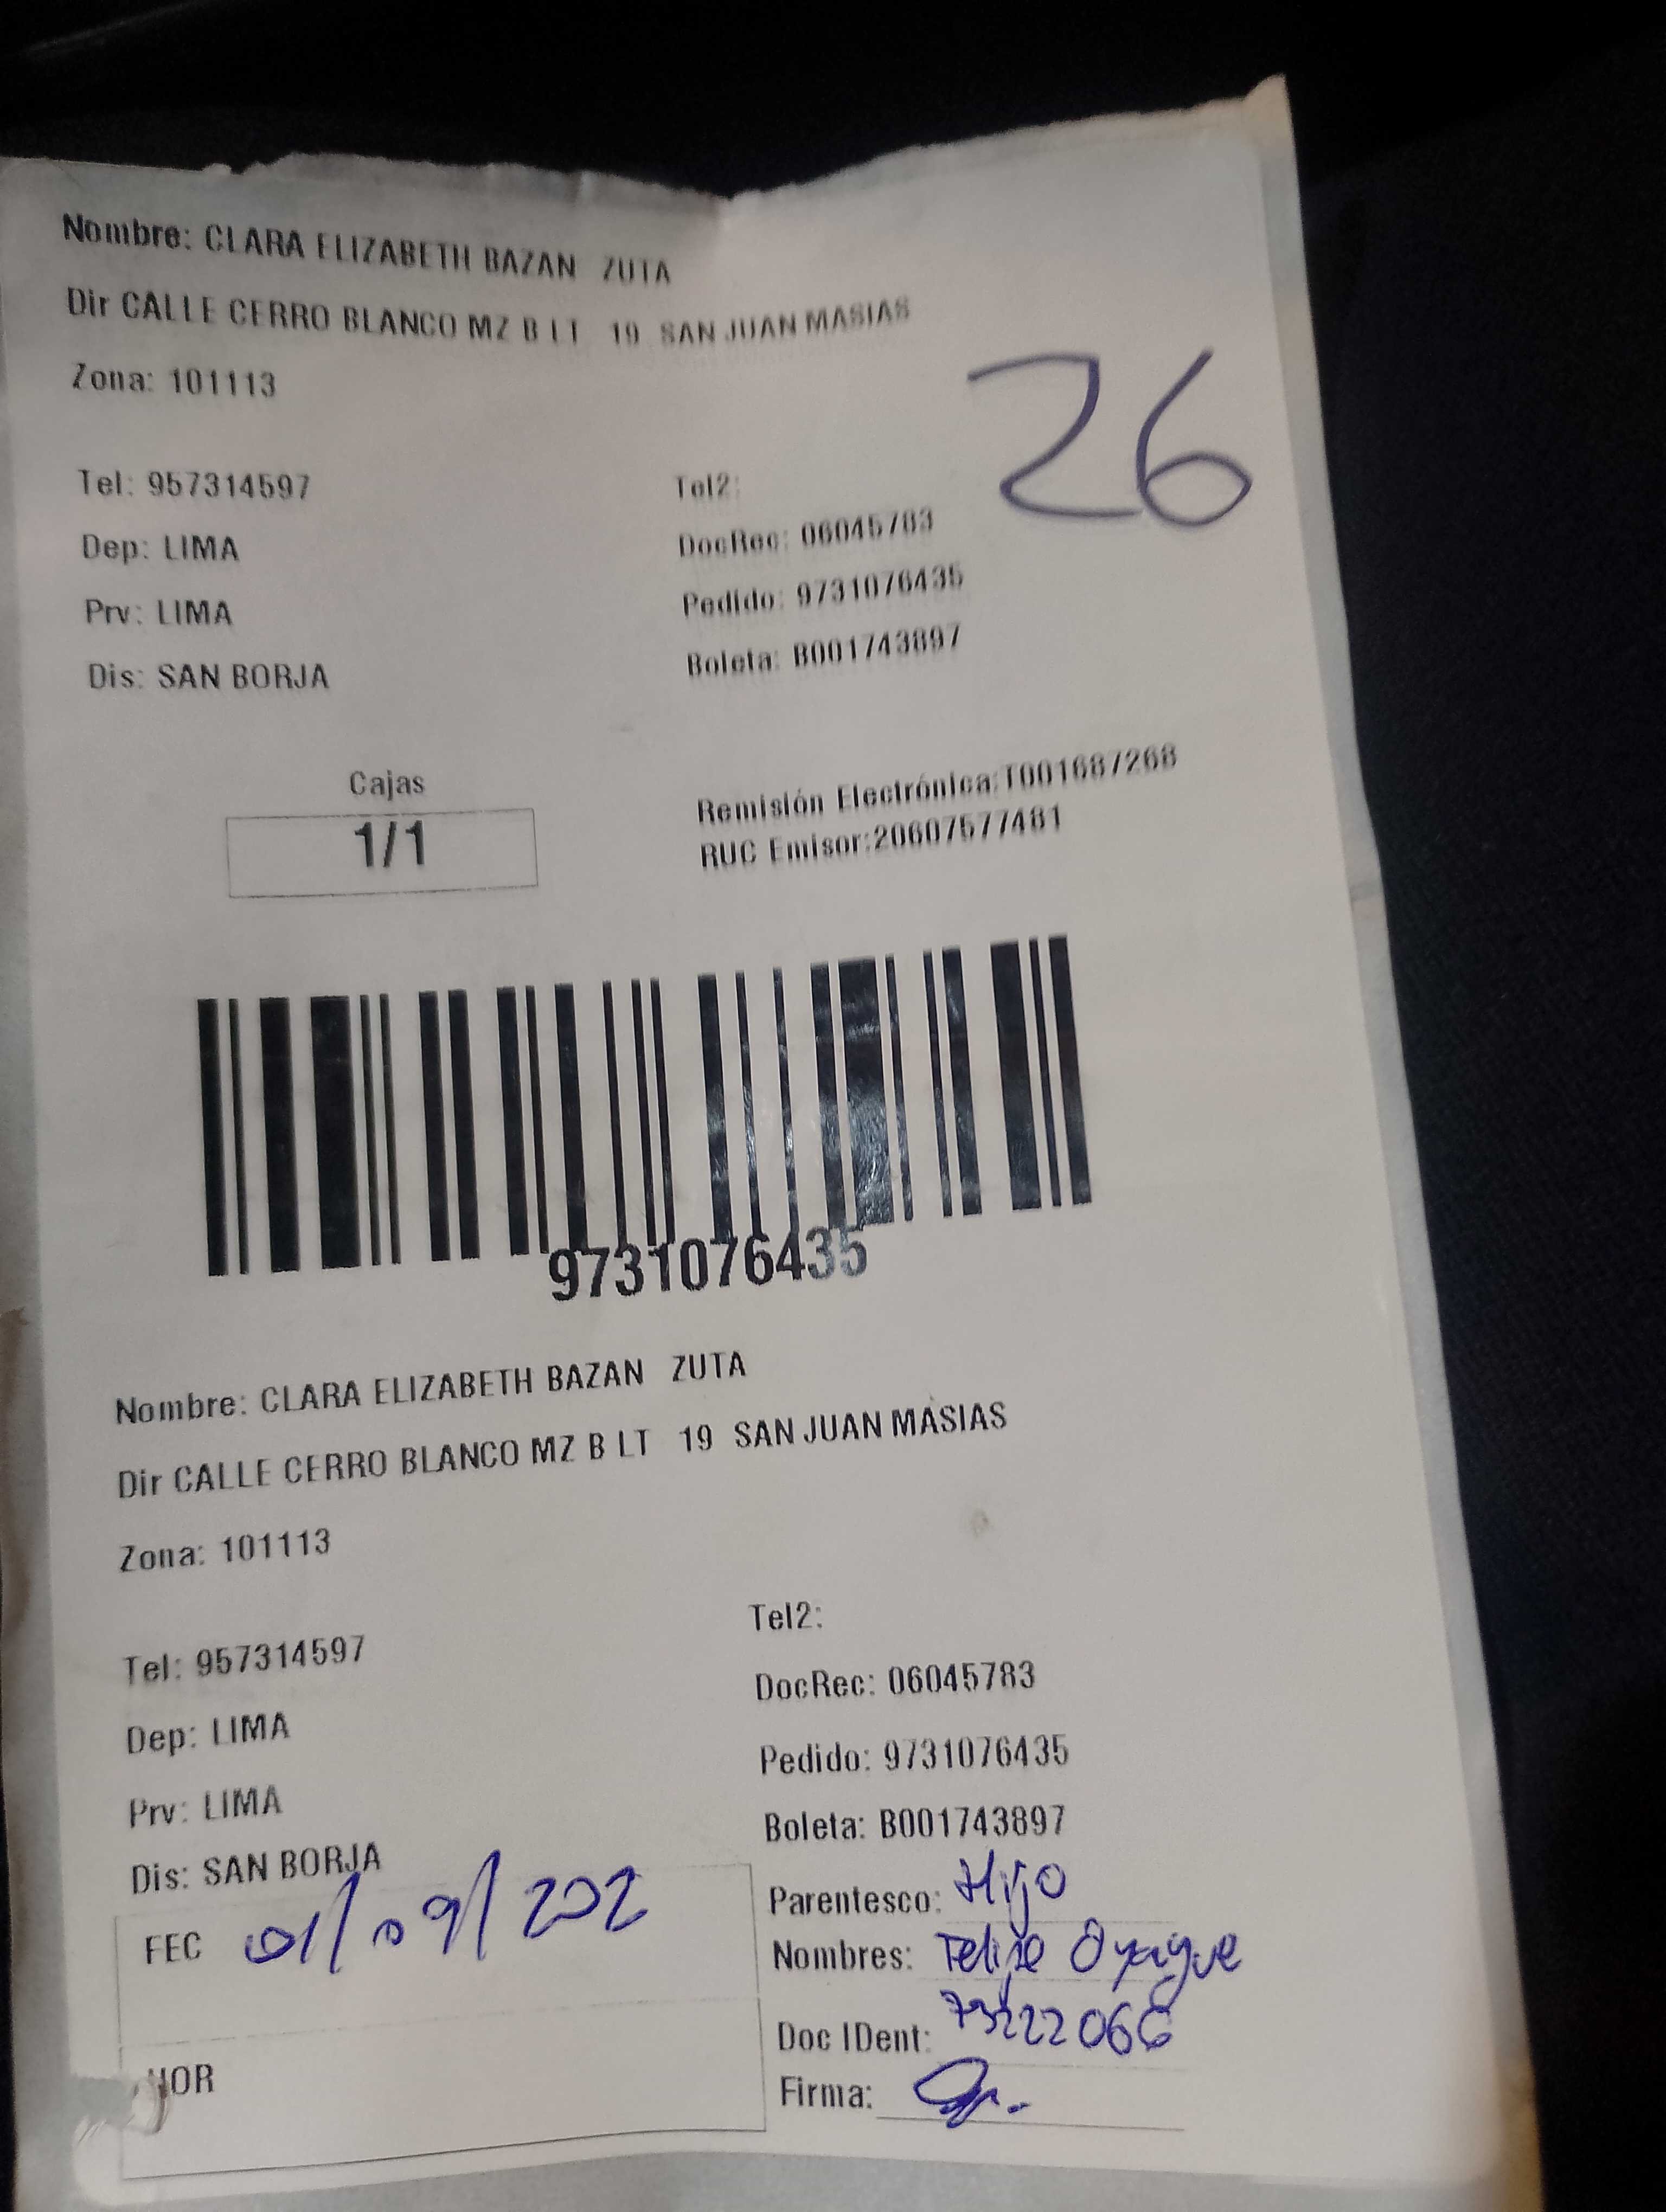 Nombre: CLARA ELIZABETH BAZAN ZUTA
Dir CALLE CERRO BLANCO MZ B LT 19 SAN JUAN MASIAS
Zona: 101113
26
Tel: 957314597
Tel2:
Dep: LIMA
DocRec: 06045783
Prv: LIMA
Pedido: 9731076435
Dis: SAN BORJA
Boleta: B001743897
Cajas
1/1
Remisión Electrónica:T001687268
RUC Emisor:20607577481
9731076435
Nombre: CLARA ELIZABETH BAZAN ZUTA
Dir CALLE CERRO BLANCO MZ B LT 19 SAN JUAN MASIAS
Zona: 101113
Tel2:
Tel: 957314597
DocRec: 06045783
Dep: LIMA
Pedido: 9731076435
Prv: LIMA
Boleta: B001743897
Dis: SAN BORJA
Parentesco: Hijo
FEC 01/09/202
Nombres: Felipe Oyague
Doc IDent:
HOR
Firma: